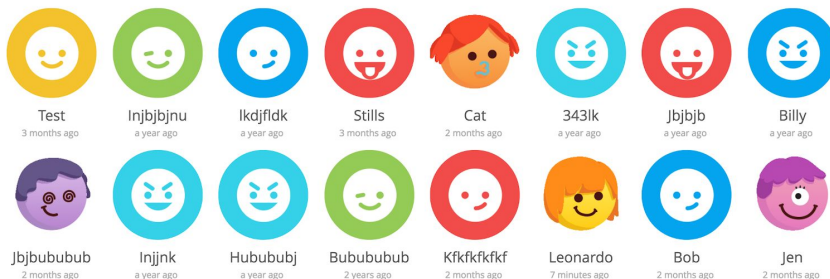 Test Injbjbjnu lkdjfldk Stills Cat 343lk Jbjbjb Billy
3 months ago a year ago a year ago 3 months ago 2 months ago a year ago a year ago a year ago
Jbjbububub Injjnk Hubububj Bubububub Kfkfkfkfkf Leonardo Bob Jen
2 months ago a year ago a year ago 2 years ago 2 months ago 7 minutes ago 2 months ago 2 months ago